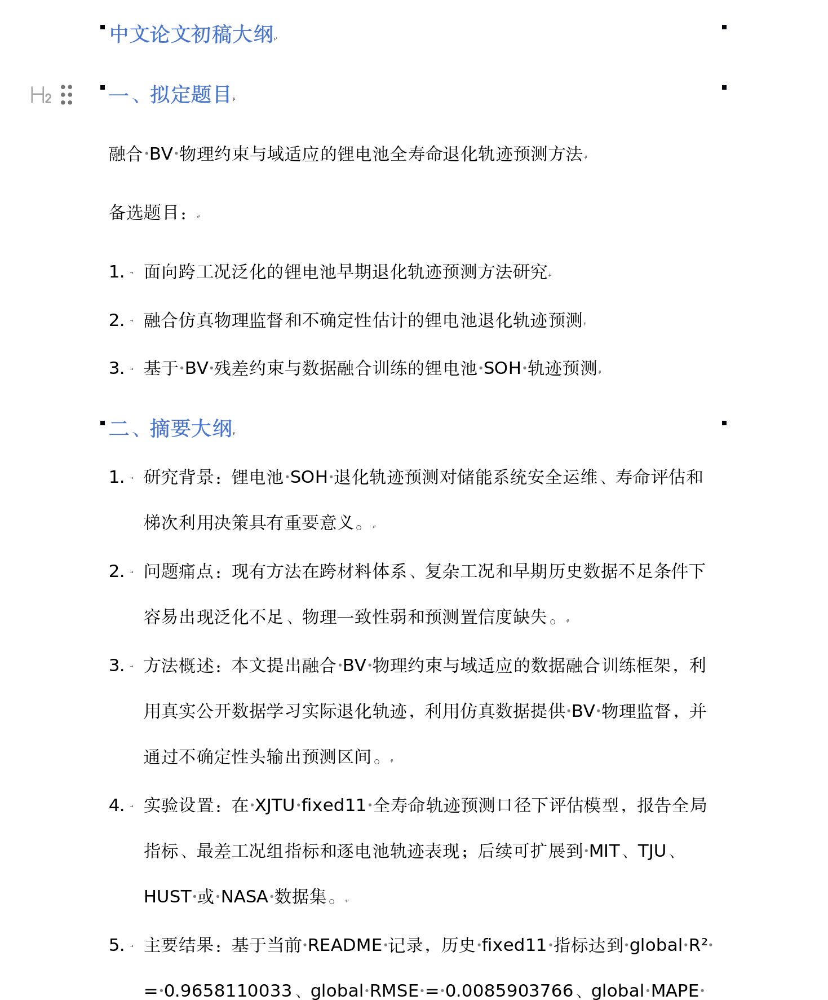 中文论文初稿大纲
H2 一、拟定题目
融合 BV 物理约束与域适应的锂电池全寿命退化轨迹预测方法
备选题目：
1. 面向跨工况泛化的锂电池早期退化轨迹预测方法研究
2. 融合仿真物理监督和不确定性估计的锂电池退化轨迹预测
3. 基于 BV 残差约束与数据融合训练的锂电池 SOH 轨迹预测
二、摘要大纲
1. 研究背景：锂电池 SOH 退化轨迹预测对储能系统安全运维、寿命评估和
梯次利用决策具有重要意义。
2. 问题痛点：现有方法在跨材料体系、复杂工况和早期历史数据不足条件下
容易出现泛化不足、物理一致性弱和预测置信度缺失。
3. 方法概述：本文提出融合 BV 物理约束与域适应的数据融合训练框架，利
用真实公开数据学习实际退化轨迹，利用仿真数据提供 BV 物理监督，并
通过不确定性头输出预测区间。
4. 实验设置：在 XJTU fixed11 全寿命轨迹预测口径下评估模型，报告全局
指标、最差工况组指标和逐电池轨迹表现；后续可扩展到 MIT、TJU、
HUST 或 NASA 数据集。
5. 主要结果：基于当前 README 记录，历史 fixed11 指标达到 global R²
= 0.9658110033、global RMSE = 0.0085903766、global MAPE